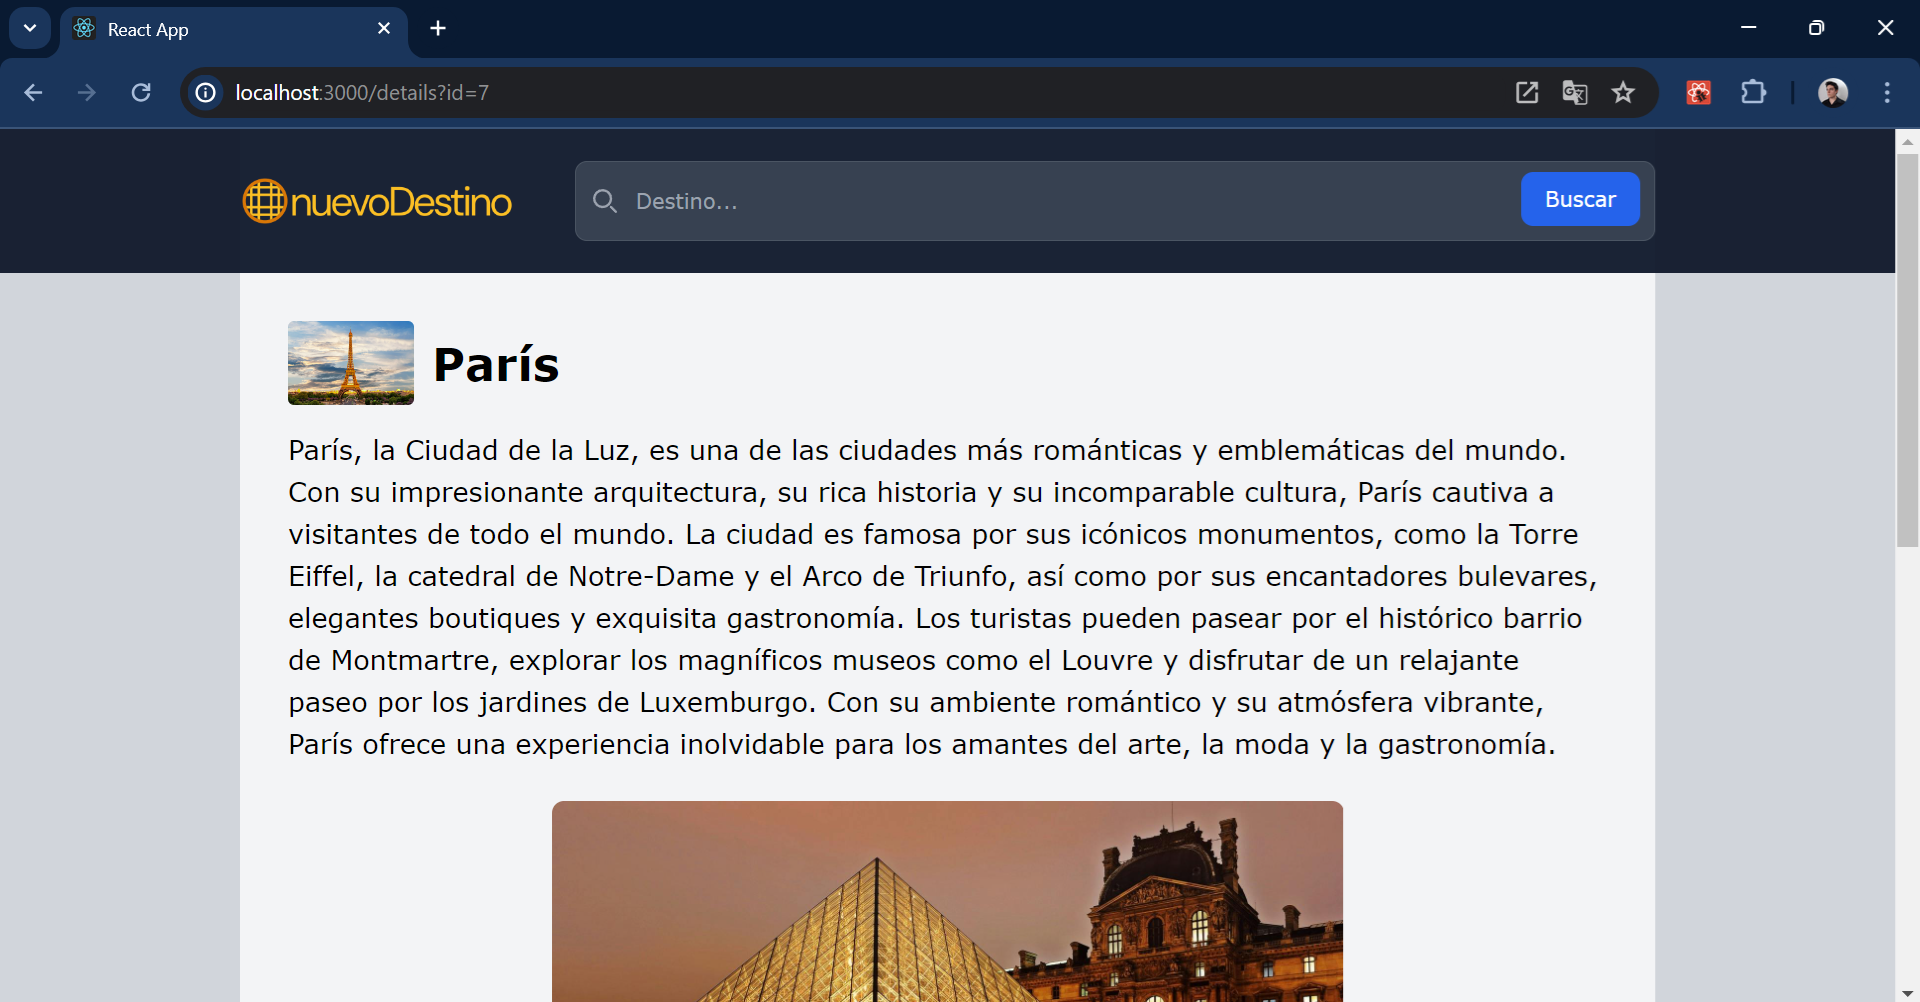 React App
localhost:3000/details?id=7
nuevoDestino
Destino...
Buscar
París
París, la Ciudad de la Luz, es una de las ciudades más románticas y emblemáticas del mundo.
Con su impresionante arquitectura, su rica historia y su incomparable cultura, París cautiva a
visitantes de todo el mundo. La ciudad es famosa por sus icónicos monumentos, como la Torre
Eiffel, la catedral de Notre-Dame y el Arco de Triunfo, así como por sus encantadores bulevares,
elegantes boutiques y exquisita gastronomía. Los turistas pueden pasear por el histórico barrio
de Montmartre, explorar los magníficos museos como el Louvre y disfrutar de un relajante
paseo por los jardines de Luxemburgo. Con su ambiente romántico y su atmósfera vibrante,
París ofrece una experiencia inolvidable para los amantes del arte, la moda y la gastronomía.